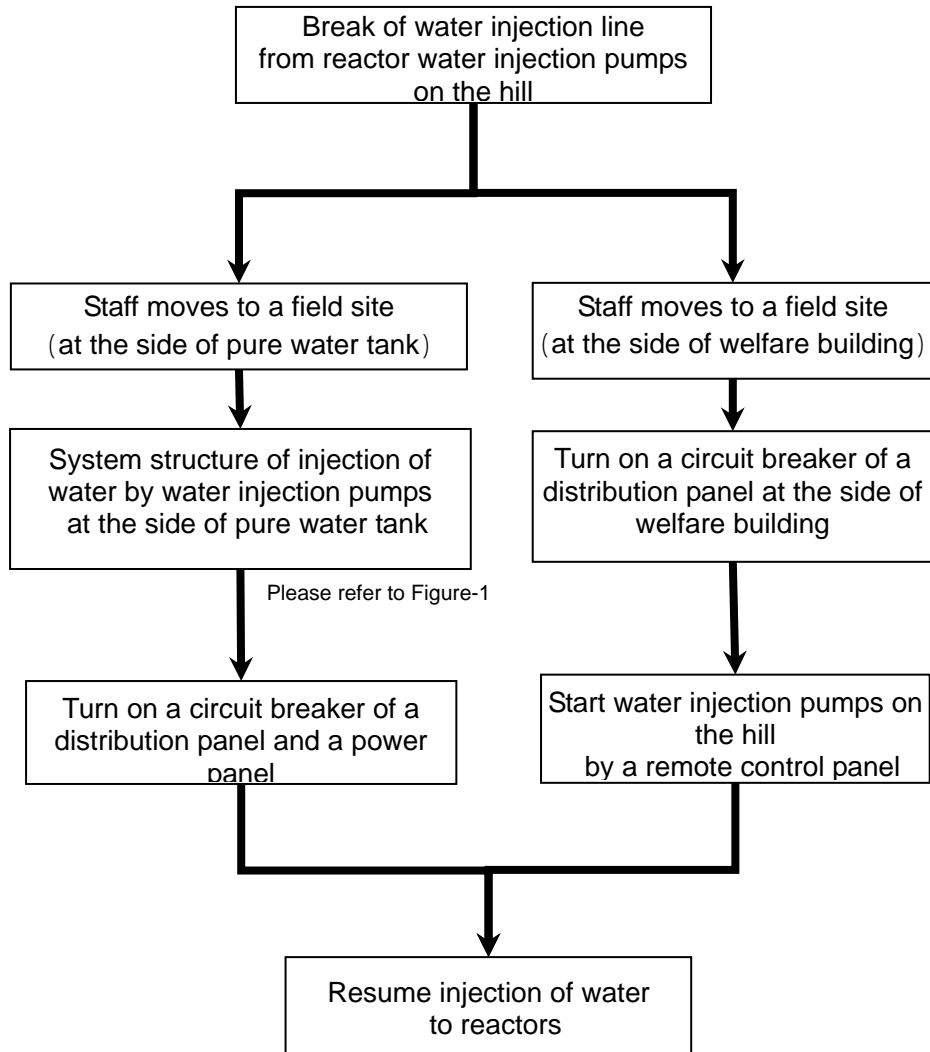 Break of water injection line
from reactor water injection pumps
on the hill
Staff moves to a field site
(at the side of pure water tank)
Staff moves to a field site
(at the side of welfare building)
System structure of injection of
water by water injection pumps
at the side of pure water tank
Turn on a circuit breaker of a
distribution panel at the side of
welfare building
Please refer to Figure-1
Turn on a circuit breaker of a
distribution panel and a power
panel
Start water injection pumps on
the hill
by a remote control panel
Resume injection of water
to reactors